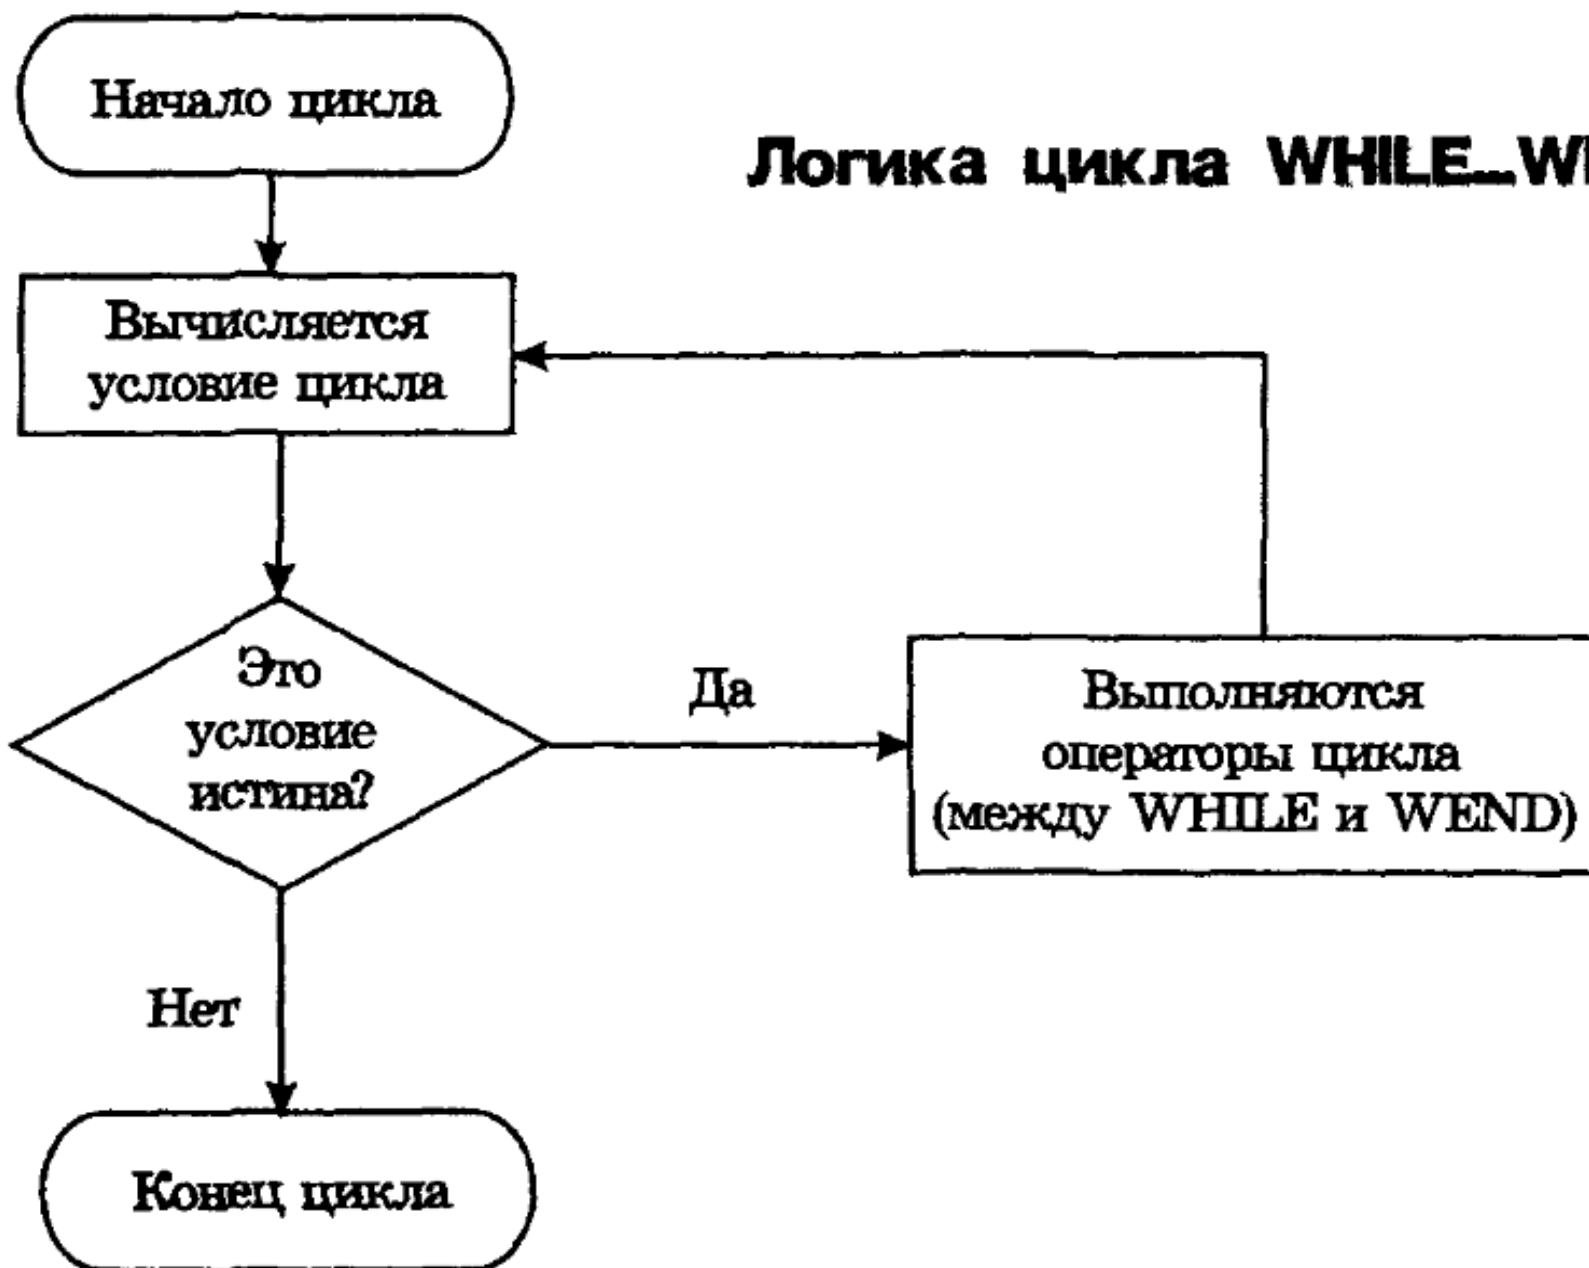 Начало цикла
Логика цикла WHILE...W
Вычисляется
условие цикла
Это
условие
истина?
Да
Выполняются
операторы цикла
(между WHILE и WEND)
Нет
Конец цикла